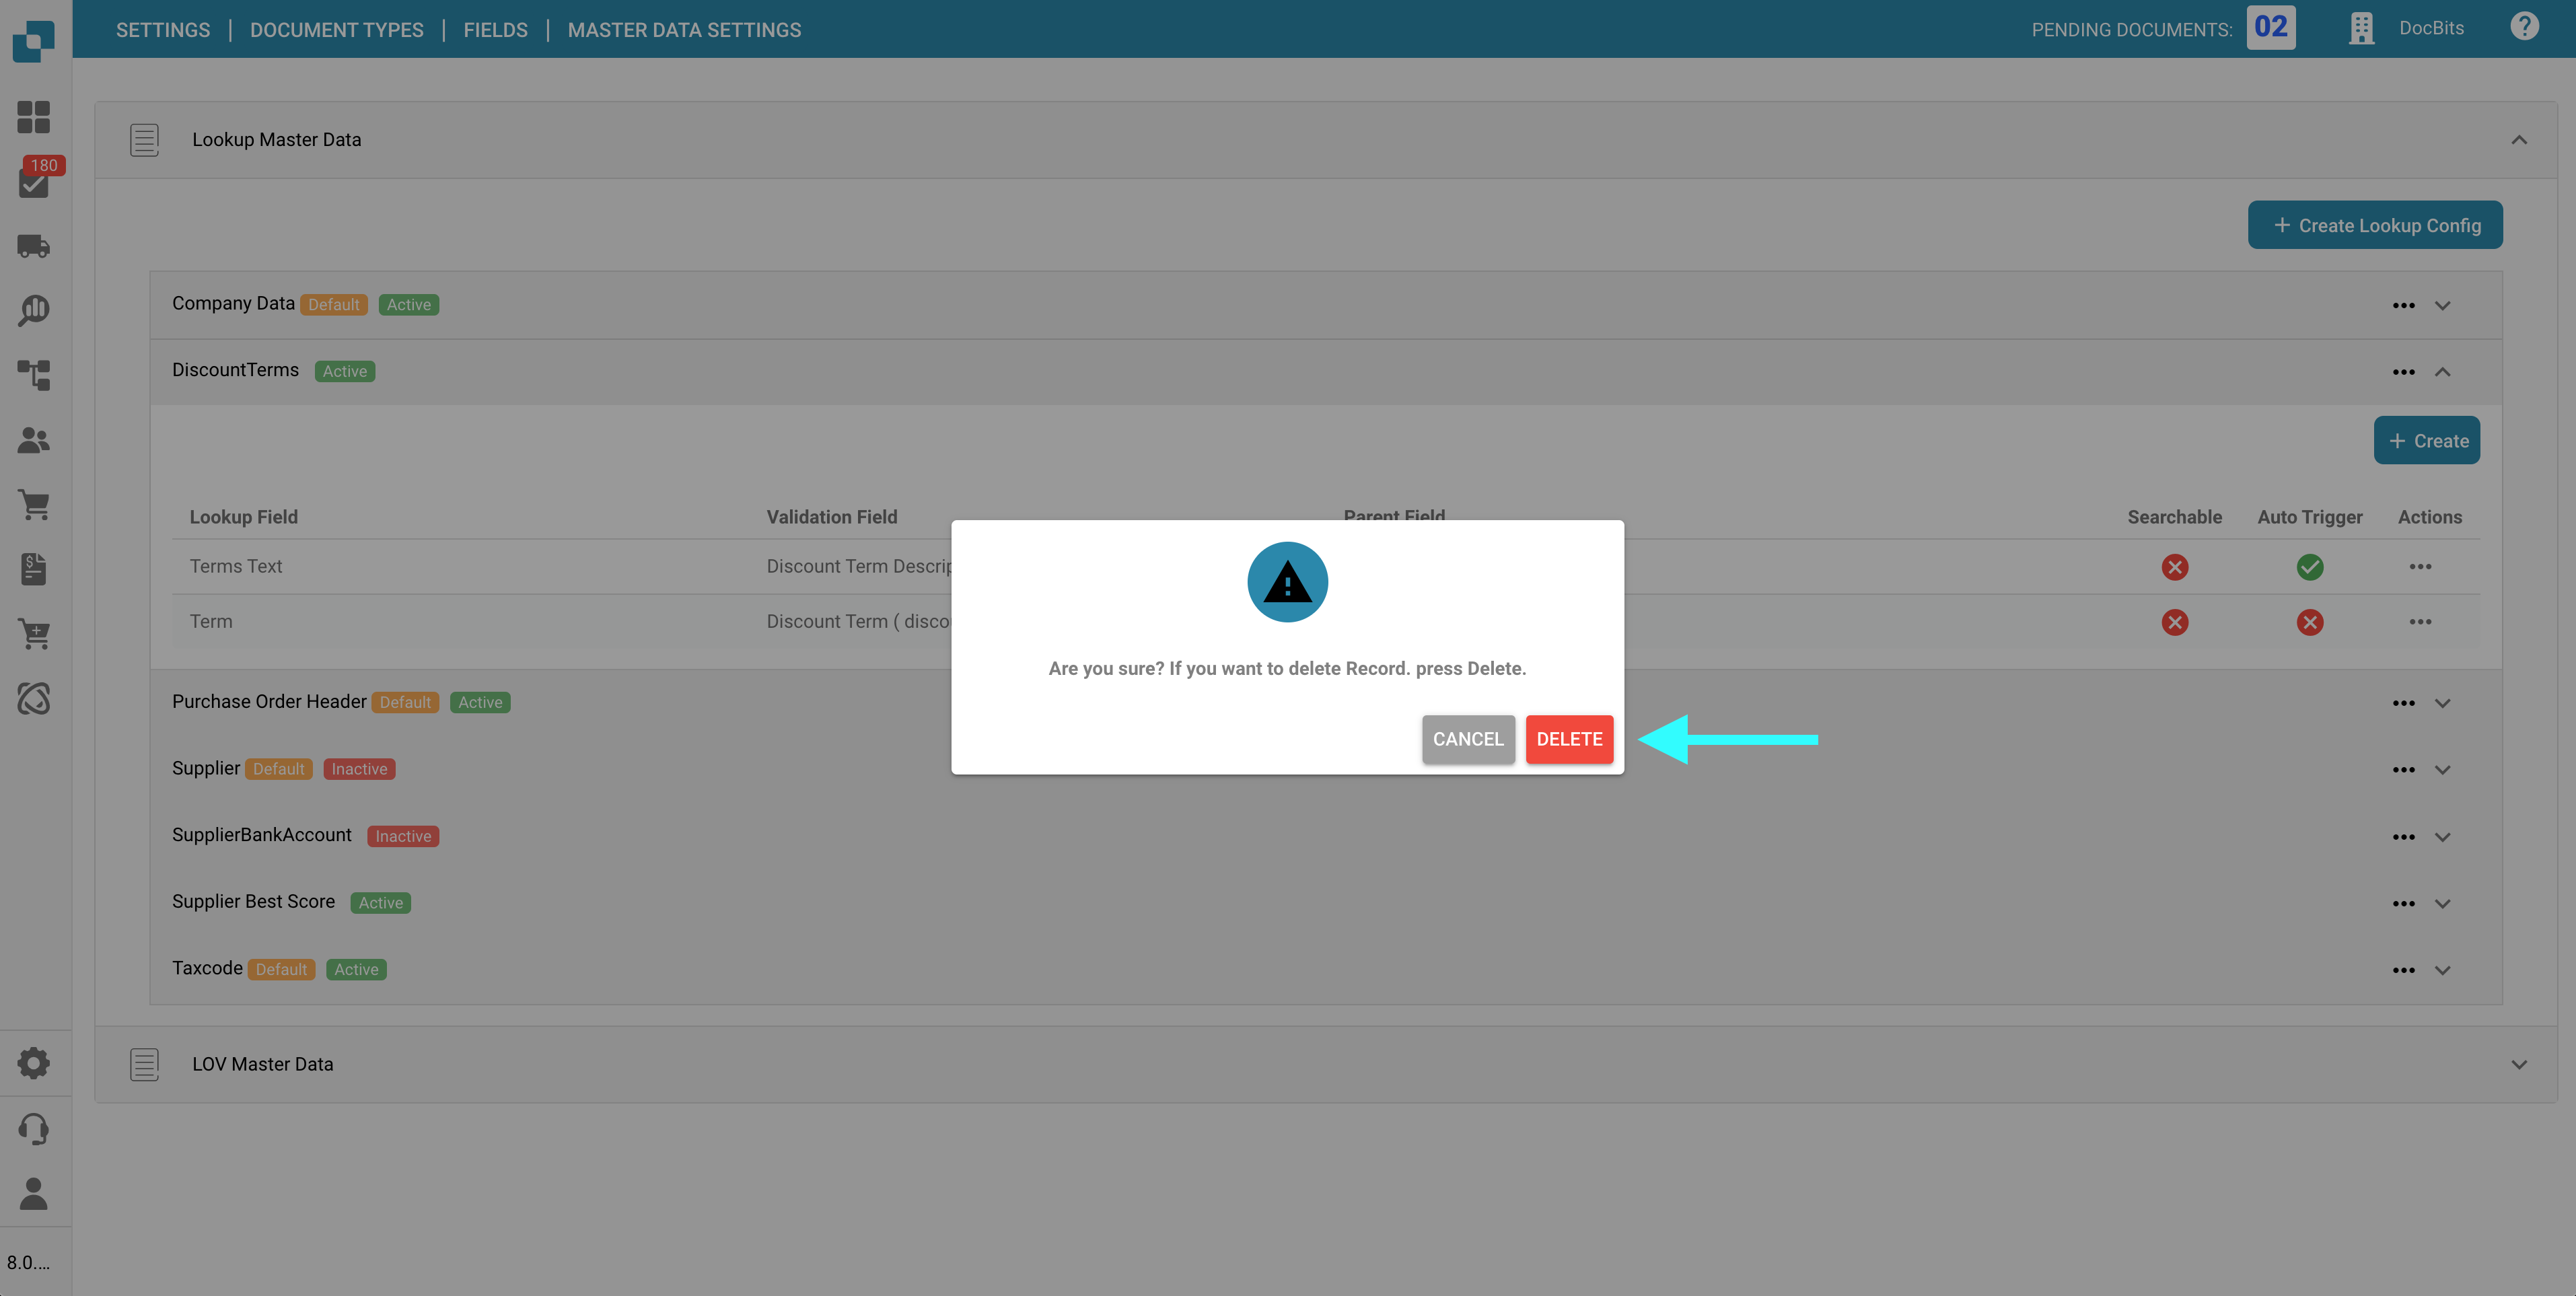 SETTINGS | DOCUMENT TYPES | FIELDS | MASTER DATA SETTINGS
PENDING DOCUMENTS: 02 DocBits
180
Lookup Master Data
+ Create Lookup Config
Company Data Default Active
DiscountTerms Active
+ Create
Lookup Field Validation Field Parent Field Searchable Auto Trigger Actions
Terms Text Discount Term Descrip
Term Discount Term ( disco
Are you sure? If you want to delete Record. press Delete.
CANCEL DELETE
Purchase Order Header Default Active
Supplier Default Inactive
SupplierBankAccount Inactive
Supplier Best Score Active
Taxcode Default Active
LOV Master Data
8.0....